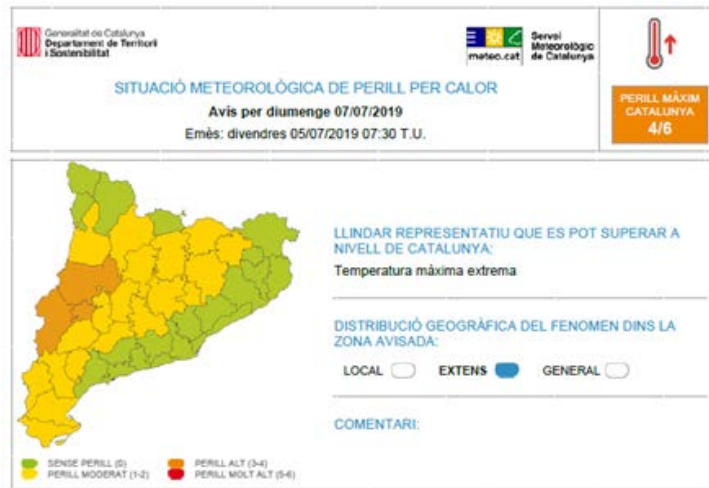 Generalitat de Catalunya
Departament de Territori
i Sostenibilitat
meteo.cat
Servei
Meteorològic
de Catalunya
SITUACIÓ METEOROLÒGICA DE PERILL PER CALOR
Avís per diumenge 07/07/2019
Emès: divendres 05/07/2019 07:30 T.U.
PERILL MÀXIM
CATALUNYA
4/6
LLINDAR REPRESENTATIU QUE ES POT SUPERAR A
NIVELL DE CATALUNYA:
Temperatura màxima extrema
DISTRIBUCIÓ GEOGRÀFICA DEL FENOMEN DINS LA
ZONA AVISADA:
LOCAL EXTENS GENERAL
COMENTARI:
SENSE PERILL (0) PERILL ALT (3-4)
PERILL MODERAT (1-2) PERILL MOLT ALT (5-6)